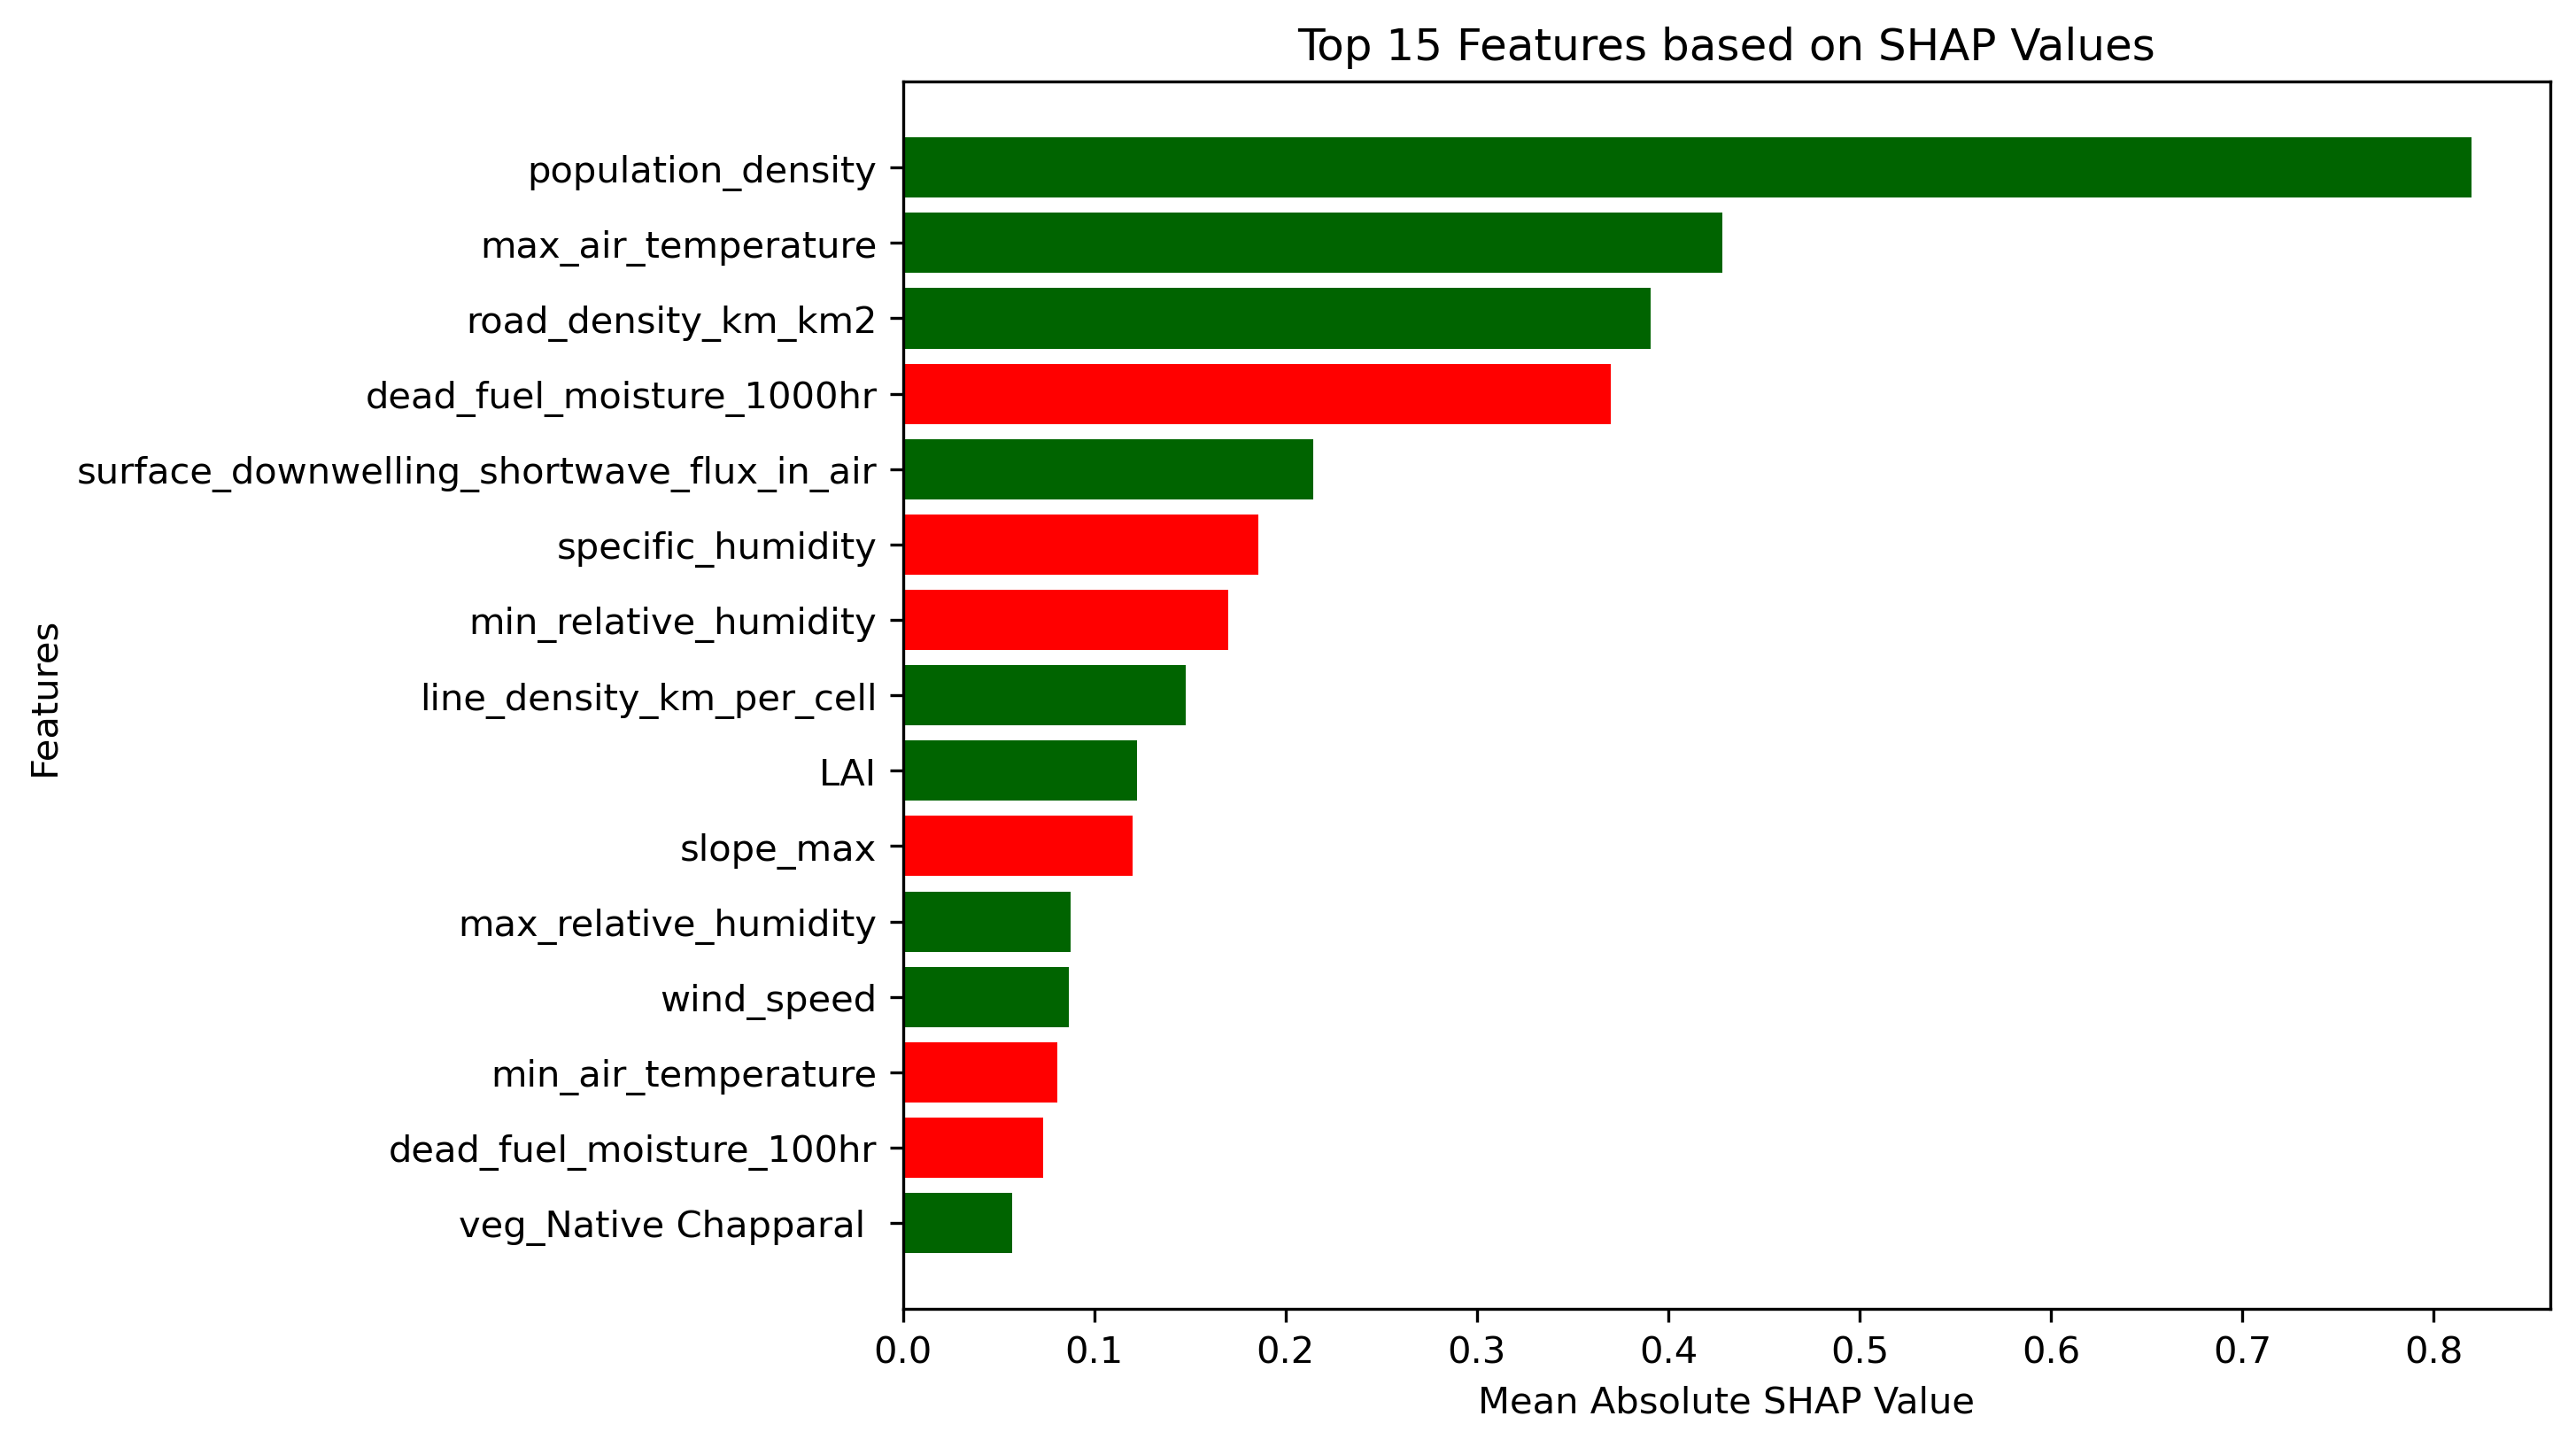 Top 15 Features based on SHAP Values
Features
population_density
max_air_temperature
road_density_km_km2
dead_fuel_moisture_1000hr
surface_downwelling_shortwave_flux_in_air
specific_humidity
min_relative_humidity
line_density_km_per_cell
LAI
slope_max
max_relative_humidity
wind_speed
min_air_temperature
dead_fuel_moisture_100hr
veg_Native Chapparal
0.0 0.1 0.2 0.3 0.4 0.5 0.6 0.7 0.8
Mean Absolute SHAP Value